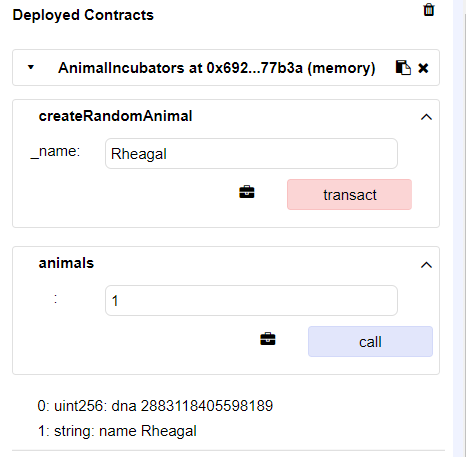 Deployed Contracts
AnimalIncubators at 0x692...77b3a (memory)
createRandomAnimal
_name:
Rheagal
transact
animals
:
1
call
0: uint256: dna 2883118405598189
1: string: name Rheagal